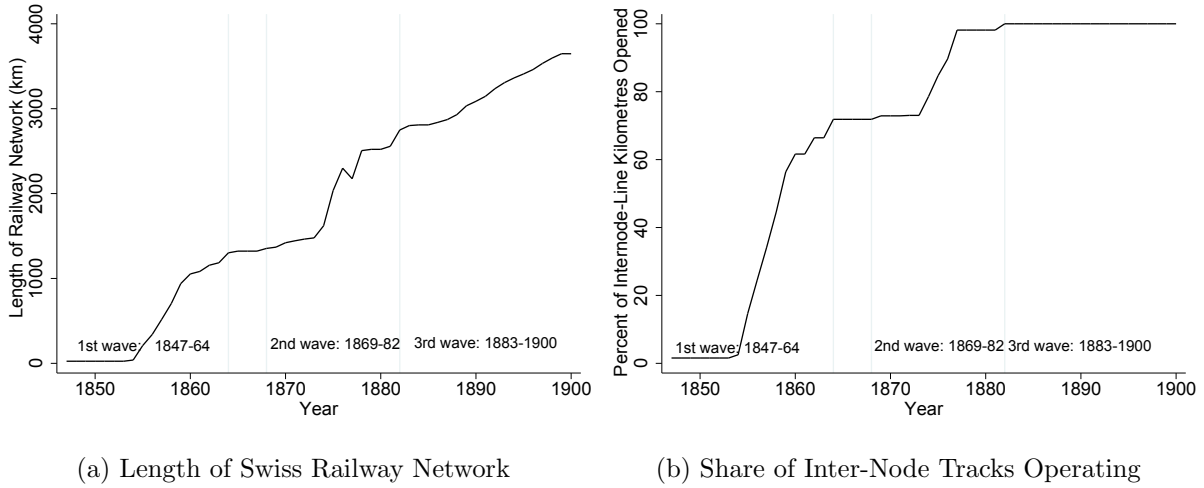 Length of Railway Network (km)
4000
3000
2000
1000
0
1st wave: 1847-64
2nd wave: 1869-82
3rd wave: 1883-1900
1850 1860 1870 1880 1890 1900
Year
(a) Length of Swiss Railway Network
Percent of Internode-Line Kilometres Opened
100
80
60
40
20
0
1st wave: 1847-64
2nd wave: 1869-82
3rd wave: 1883-1900
1850 1860 1870 1880 1890 1900
Year
(b) Share of Inter-Node Tracks Operating